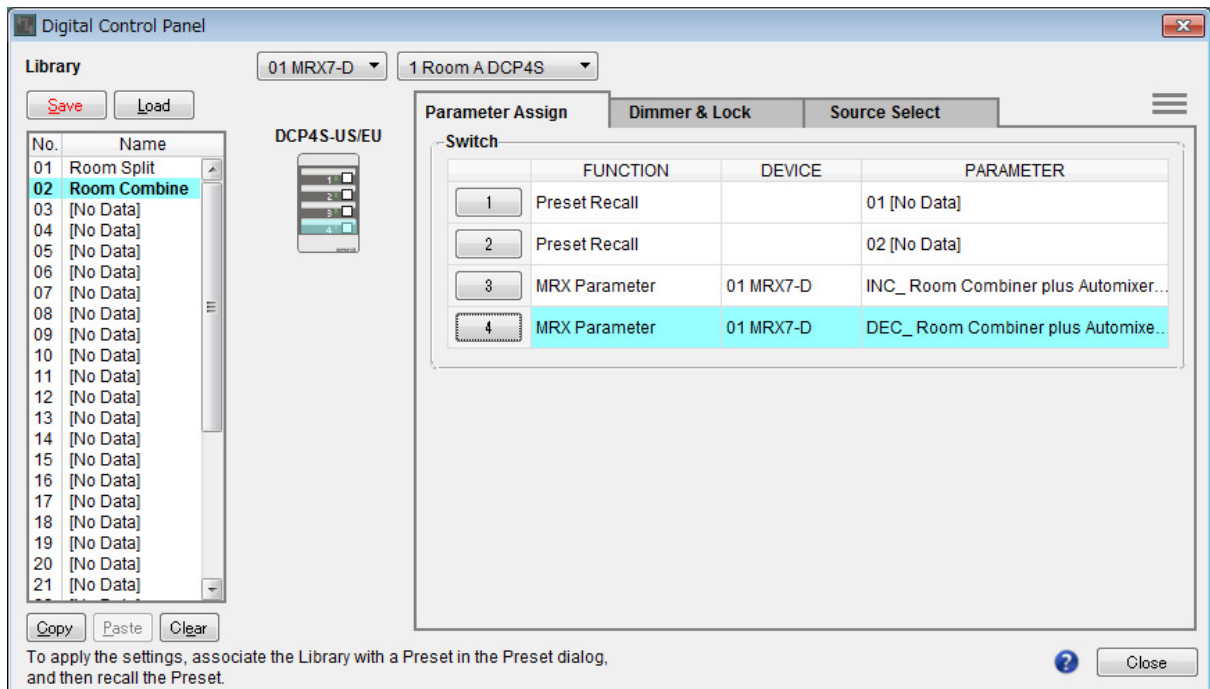 Digital Control Panel
Library
01 MRX7-D
1 Room A DCP4S
Save
Load
Parameter Assign
Dimmer & Lock
Source Select
No. Name
01 Room Split
02 Room Combine
03 [No Data]
04 [No Data]
05 [No Data]
06 [No Data]
07 [No Data]
08 [No Data]
09 [No Data]
10 [No Data]
11 [No Data]
12 [No Data]
13 [No Data]
14 [No Data]
15 [No Data]
16 [No Data]
17 [No Data]
18 [No Data]
19 [No Data]
20 [No Data]
21 [No Data]
DCP4S-US/EU
1
2
3
4
Switch
FUNCTION DEVICE PARAMETER
1 Preset Recall 01 [No Data]
2 Preset Recall 02 [No Data]
3 MRX Parameter 01 MRX7-D INC_ Room Combiner plus Automixer...
4 MRX Parameter 01 MRX7-D DEC_ Room Combiner plus Automixe...
Copy
Paste
Clear
To apply the settings, associate the Library with a Preset in the Preset dialog,
and then recall the Preset.
?
Close